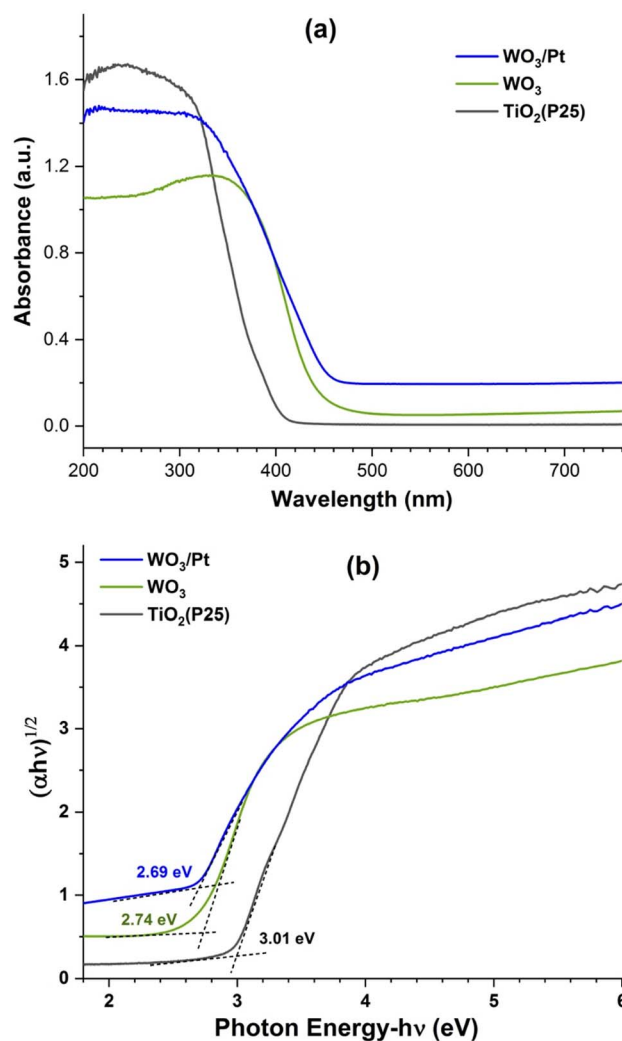 (a)
WO₃/Pt
WO₃
TiO₂(P25)
Absorbance (a.u.)
1.6
1.2
0.8
0.4
0.0
200 300 400 500 600 700
Wavelength (nm)
(b)
WO₃/Pt
WO₃
TiO₂(P25)
(αhν)^1/2
5
4
3
2
1
0
2.69 eV
2.74 eV
3.01 eV
2 3 4 5 6
Photon Energy-hν (eV)